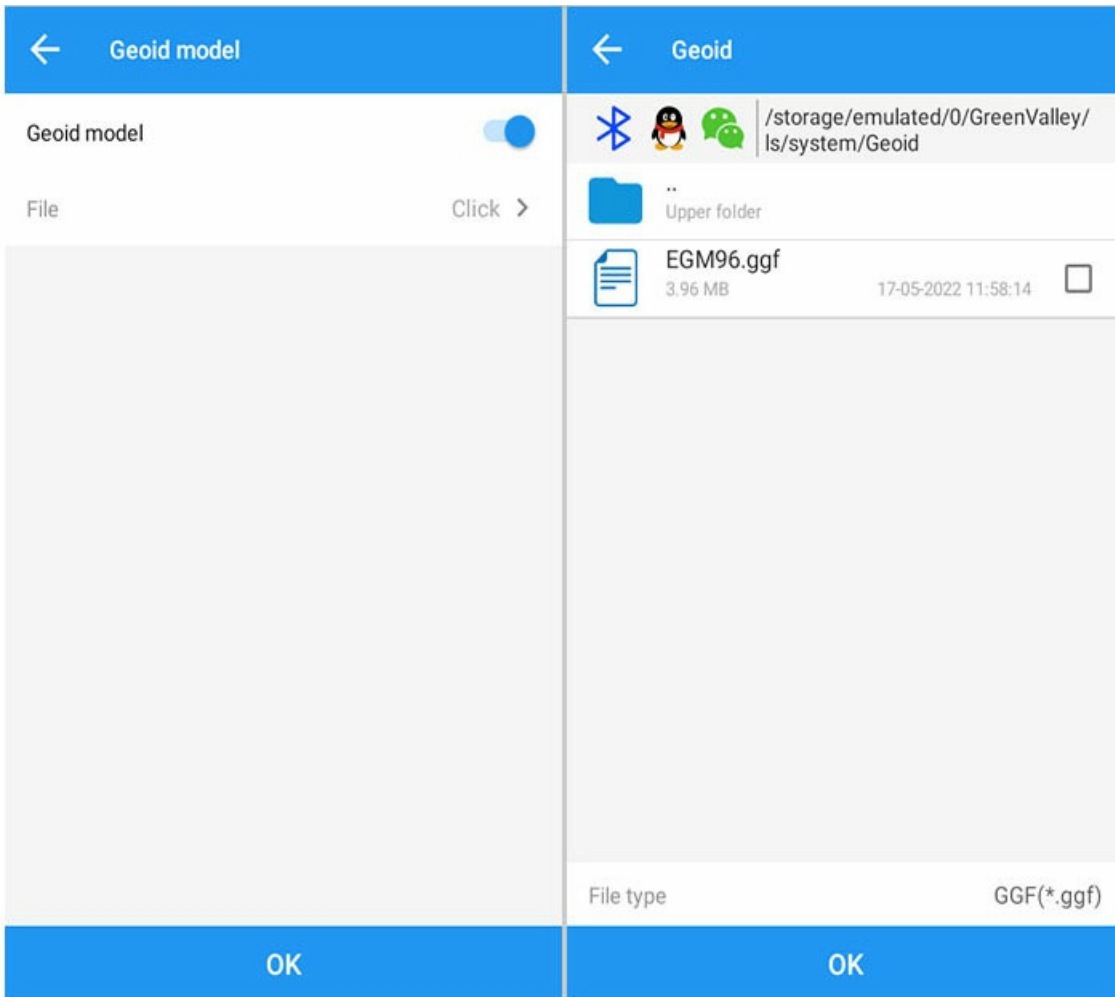 Geoid model
Geoid model
File
Click
OK
Geoid
/storage/emulated/0/GreenValley/
ls/system/Geoid
..
Upper folder
EGM96.ggf
3.96 MB
17-05-2022 11:58:14
File type
GGF(*.ggf)
OK